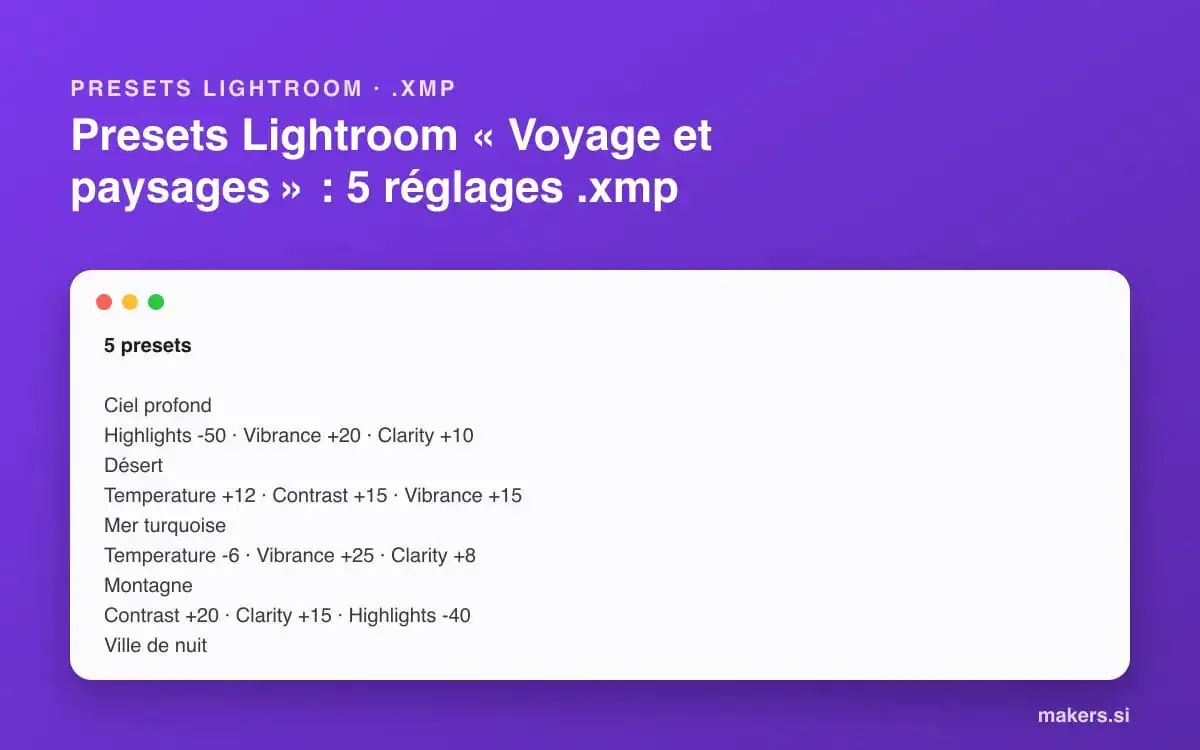 PRESETS LIGHTROOM · .XMP
Presets Lightroom « Voyage et
paysages » : 5 réglages .xmp
5 presets
Ciel profond
Highlights -50 · Vibrance +20 · Clarity +10
Désert
Temperature +12 · Contrast +15 · Vibrance +15
Mer turquoise
Temperature -6 · Vibrance +25 · Clarity +8
Montagne
Contrast +20 · Clarity +15 · Highlights -40
Ville de nuit
makers.si